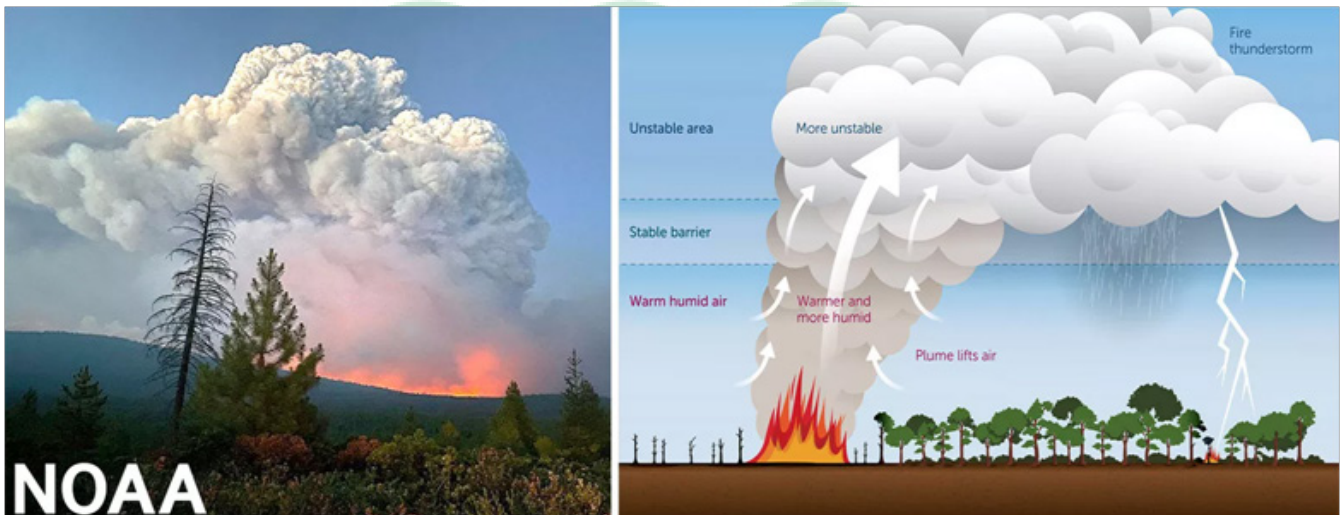 NOAA
Fire
thunderstorm
Unstable area
More unstable
Stable barrier
Warm humid air
Warmer and
more humid
Plume lifts air